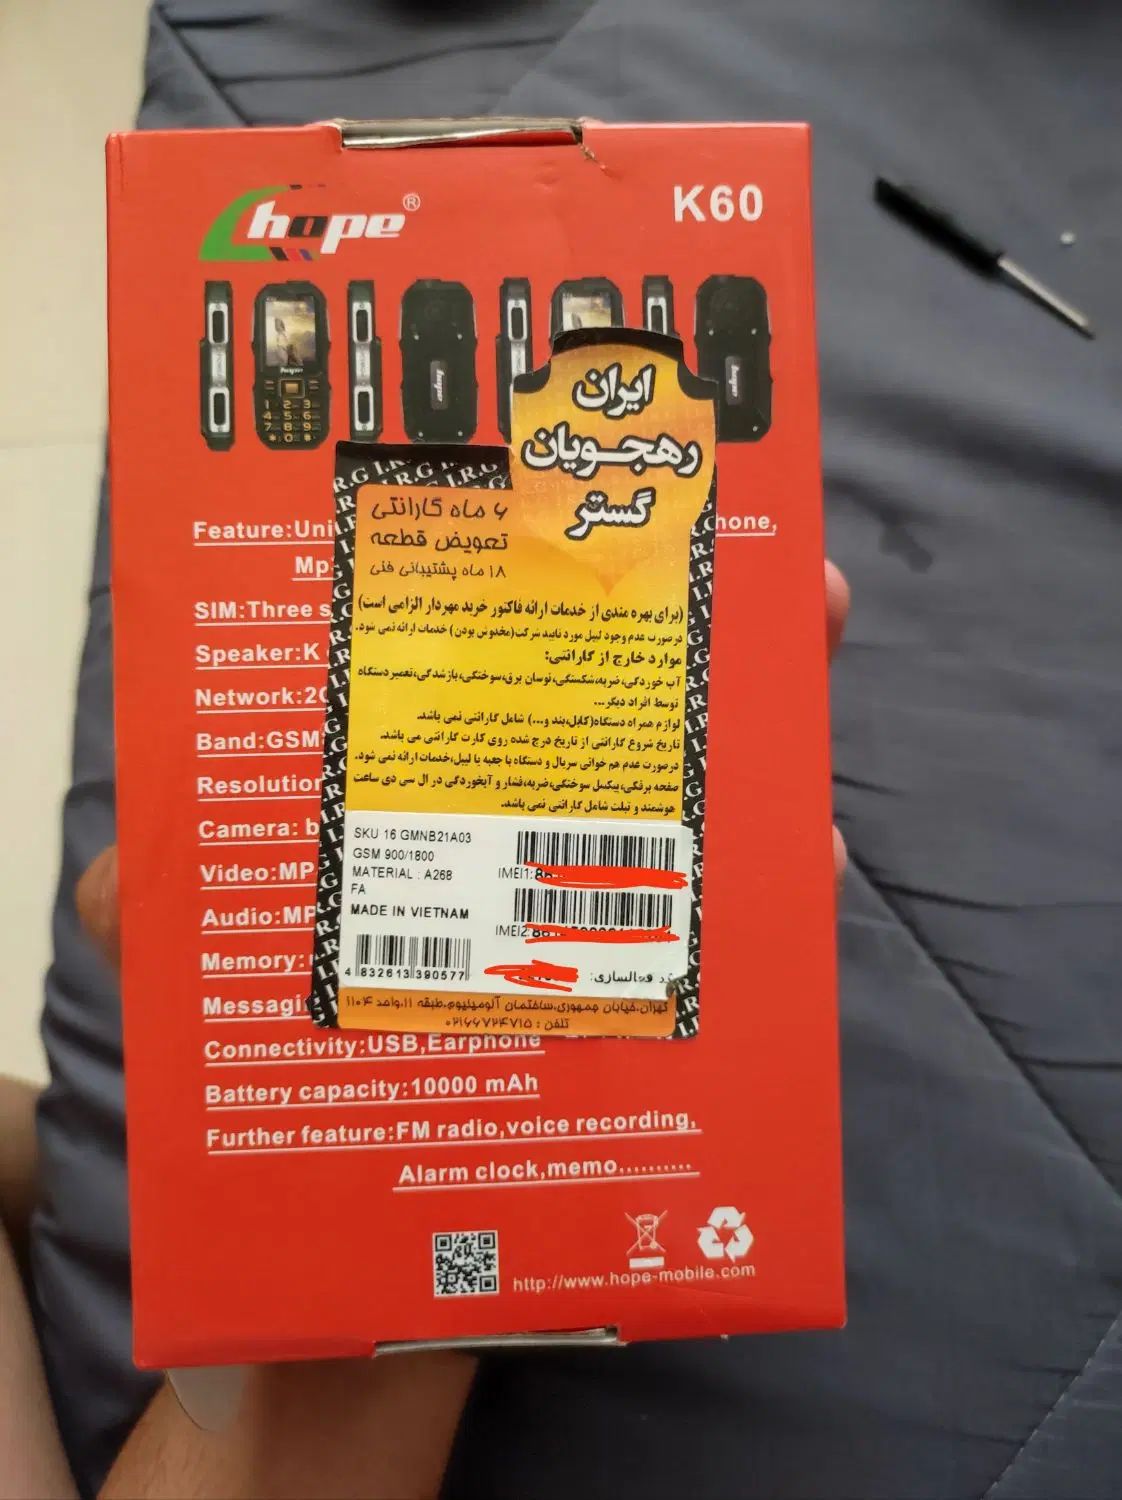 hope®
K60
ایران
رهجویان
گستر
I.R.G I.R.G I.R.G
۶ ماه گارانتی
تعویض قطعه
۱۸ ماه پشتیبانی فنی
(برای بهره مندی از خدمات ارائه فاکتور خرید مهردار الزامی است)
درصورت عدم وجود لیبل مورد تایید شرکت(مخدوش بودن) خدمات ارائه نمی شود.
موارد خارج از گارانتی:
آب خوردگی،ضربه،شکستگی،نوسان برق،سوختگی،بازشدگی،تعمیردستگاه
توسط افراد دیگر...
لوازم همراه دستگاه(کابل،بند و...) شامل گارانتی نمی باشد.
تاریخ شروع گارانتی از تاریخ درج شده روی کارت گارانتی می باشد.
درصورت عدم هم خوانی سریال و دستگاه با جعبه یا لیبل،خدمات ارائه نمی شود.
صفحه برفکی،پیکسل سوختگی،ضربه،فشار و آبخوردگی در ال سی دی ساعت
هوشمند و تبلت شامل گارانتی نمی باشد.
SKU 16 GMNB21A03
GSM 900/1800
MATERIAL : A268
FA
MADE IN VIETNAM
4 832613 390577
IMEI1:
IMEI2:
کد فعالسازی:
تهران،خیابان جمهوری،ساختمان آلومینیوم،طبقه ۱۱،واحد ۱۱۰۴
تلفن : ۰۲۱۶۶۷۲۴۷۱۵
Feature:Uni
hone,
Mp
SIM:Three s
Speaker:K
Network:2G
Band:GSM
Resolution
Camera: b
Video:MP
Audio:MP
Memory:
Messagi
Connectivity:USB,Earphone
Battery capacity:10000 mAh
Further feature:FM radio,voice recording,
Alarm clock,memo..........
http://www.hope-mobile.com